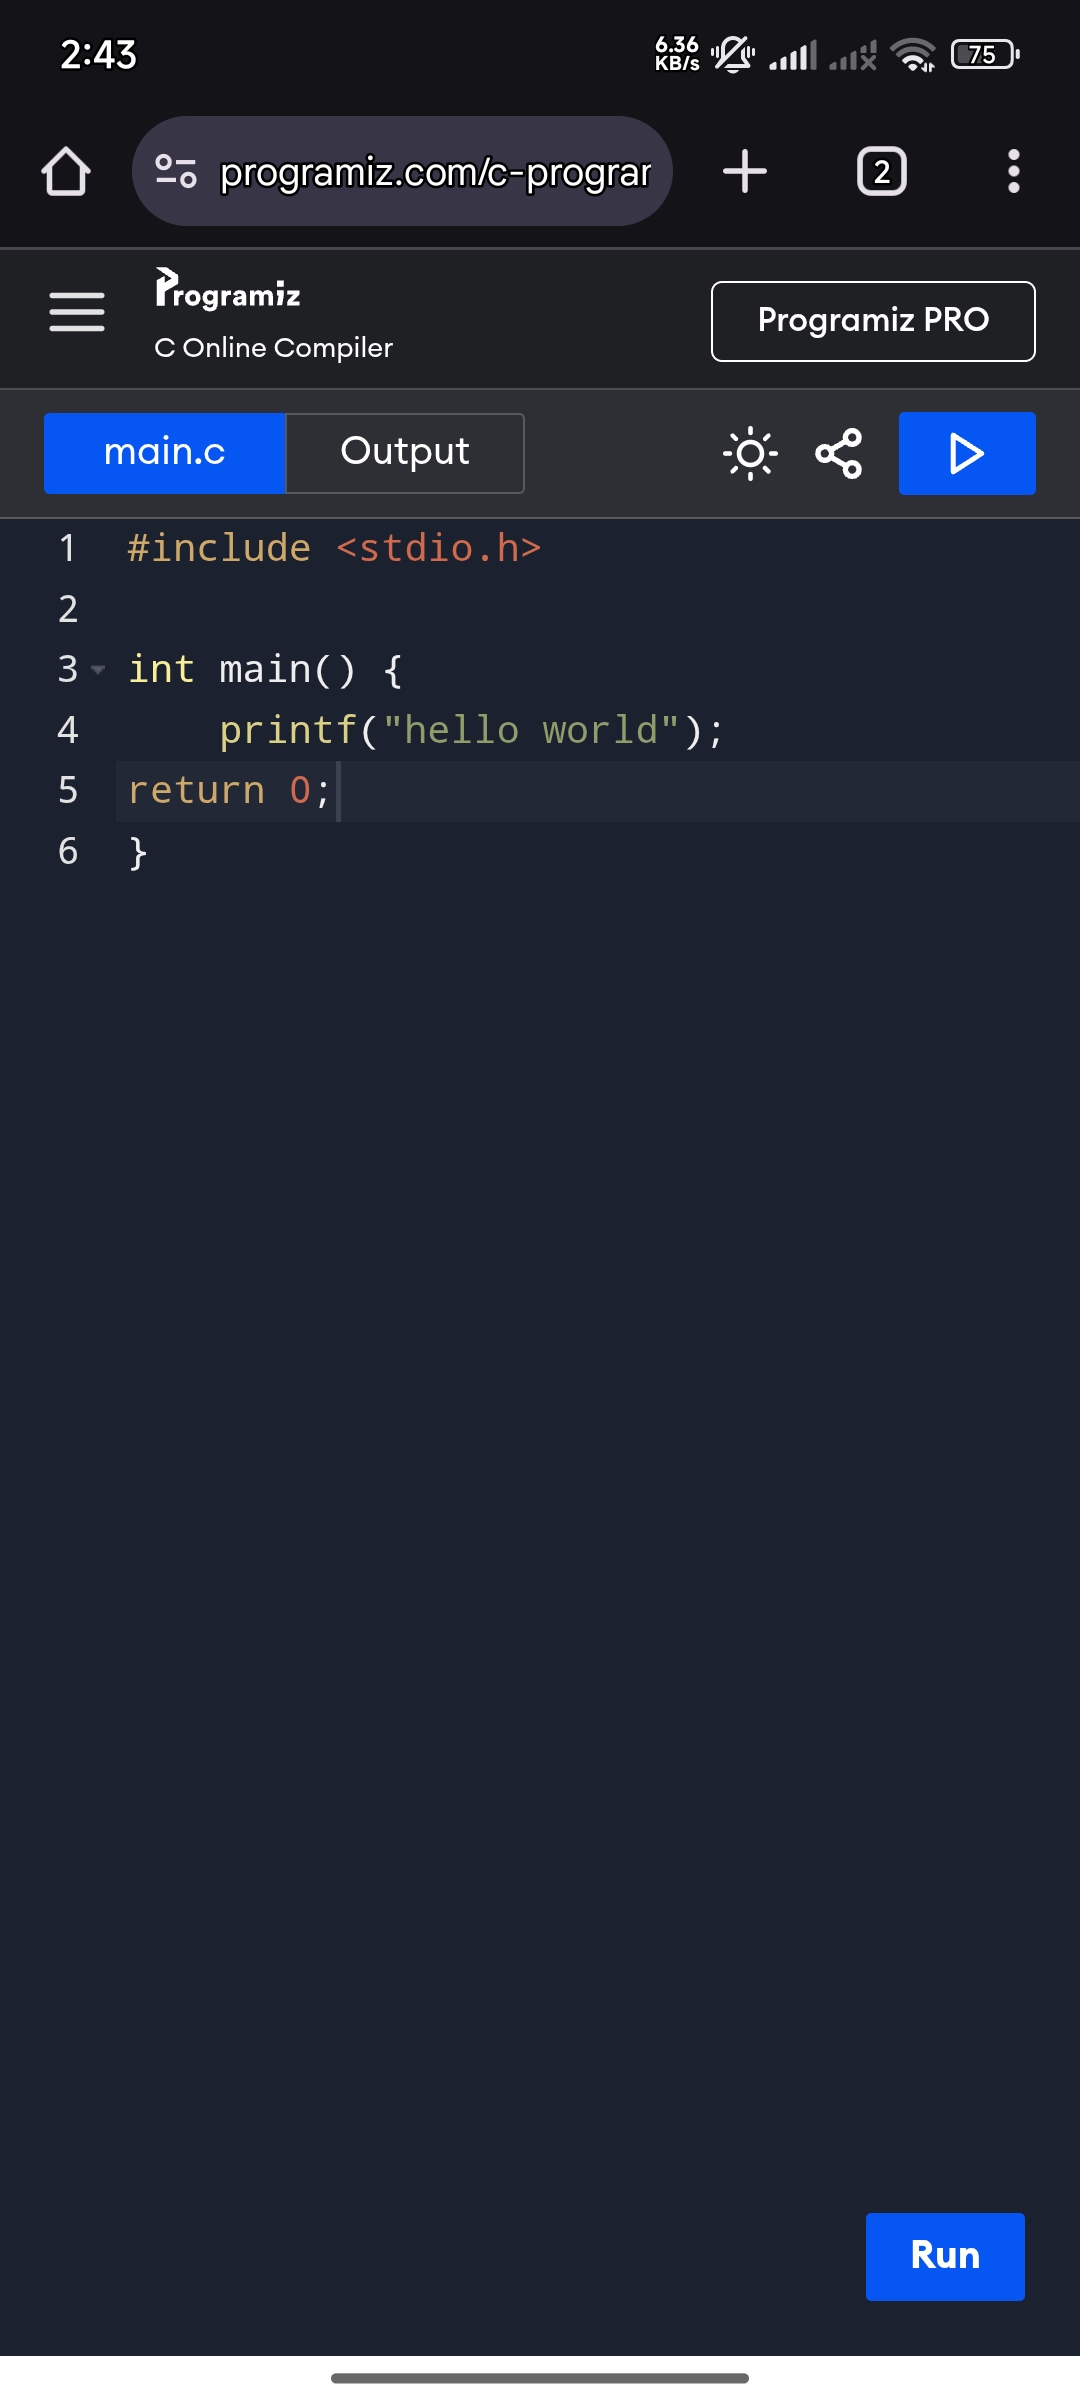 2:43
6.36
KB/s
75
programiz.com/c-prograr
2
Programiz
C Online Compiler
Programiz PRO
main.c
Output
1 #include <stdio.h>
2
3 int main() {
4     printf("hello world");
5 return 0;
6 }
Run